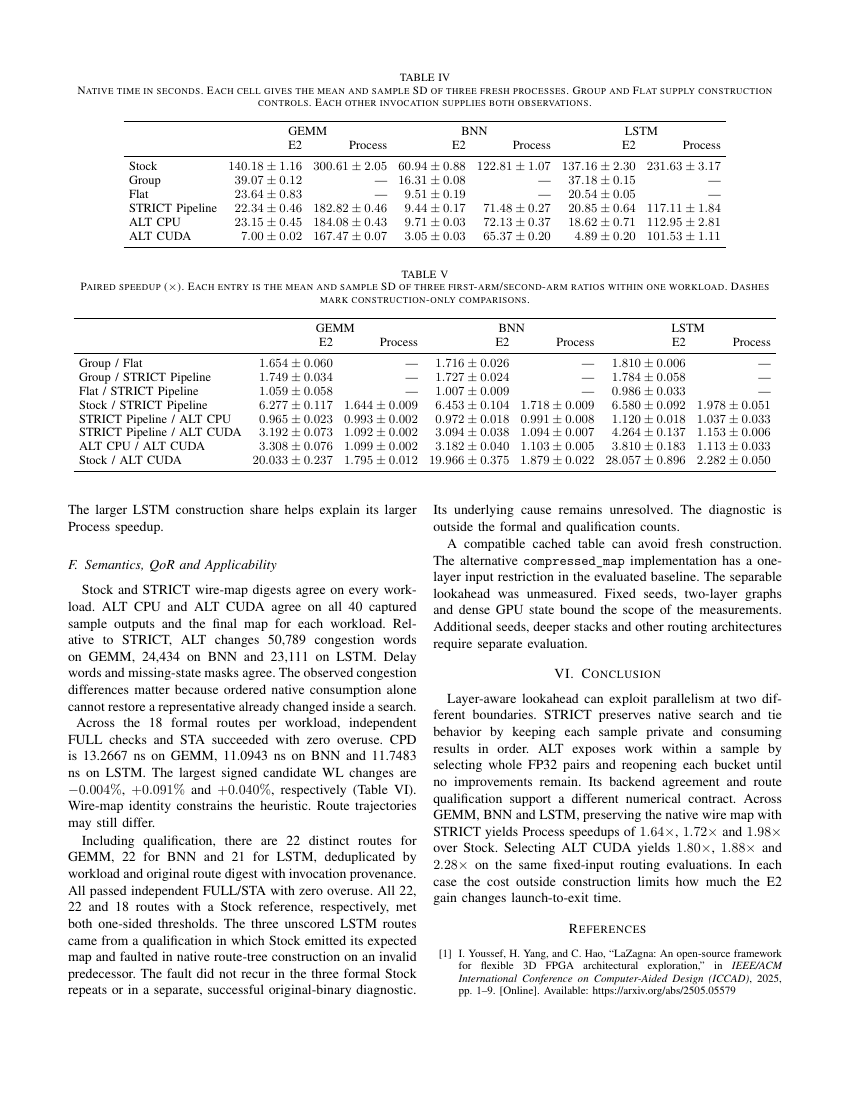 TABLE IV
NATIVE TIME IN SECONDS. EACH CELL GIVES THE MEAN AND SAMPLE SD OF THREE FRESH PROCESSES. GROUP AND FLAT SUPPLY CONSTRUCTION
CONTROLS. EACH OTHER INVOCATION SUPPLIES BOTH OBSERVATIONS.
GEMM BNN LSTM
E2 Process E2 Process E2 Process
Stock 140.18 ± 1.16 300.61 ± 2.05 60.94 ± 0.88 122.81 ± 1.07 137.16 ± 2.30 231.63 ± 3.17
Group 39.07 ± 0.12 — 16.31 ± 0.08 — 37.18 ± 0.15 —
Flat 23.64 ± 0.83 — 9.51 ± 0.19 — 20.54 ± 0.05 —
STRICT Pipeline 22.34 ± 0.46 182.82 ± 0.46 9.44 ± 0.17 71.48 ± 0.27 20.85 ± 0.64 117.11 ± 1.84
ALT CPU 23.15 ± 0.45 184.08 ± 0.43 9.71 ± 0.03 72.13 ± 0.37 18.62 ± 0.71 112.95 ± 2.81
ALT CUDA 7.00 ± 0.02 167.47 ± 0.07 3.05 ± 0.03 65.37 ± 0.20 4.89 ± 0.20 101.53 ± 1.11
TABLE V
PAIRED SPEEDUP (×). EACH ENTRY IS THE MEAN AND SAMPLE SD OF THREE FIRST-ARM/SECOND-ARM RATIOS WITHIN ONE WORKLOAD. DASHES
MARK CONSTRUCTION-ONLY COMPARISONS.
GEMM BNN LSTM
E2 Process E2 Process E2 Process
Group / Flat 1.654 ± 0.060 — 1.716 ± 0.026 — 1.810 ± 0.006 —
Group / STRICT Pipeline 1.749 ± 0.034 — 1.727 ± 0.024 — 1.784 ± 0.058 —
Flat / STRICT Pipeline 1.059 ± 0.058 — 1.007 ± 0.009 — 0.986 ± 0.033 —
Stock / STRICT Pipeline 6.277 ± 0.117 1.644 ± 0.009 6.453 ± 0.104 1.718 ± 0.009 6.580 ± 0.092 1.978 ± 0.051
STRICT Pipeline / ALT CPU 0.965 ± 0.023 0.993 ± 0.002 0.972 ± 0.018 0.991 ± 0.008 1.120 ± 0.018 1.037 ± 0.033
STRICT Pipeline / ALT CUDA 3.192 ± 0.073 1.092 ± 0.002 3.094 ± 0.038 1.094 ± 0.007 4.264 ± 0.137 1.153 ± 0.006
ALT CPU / ALT CUDA 3.308 ± 0.076 1.099 ± 0.002 3.182 ± 0.040 1.103 ± 0.005 3.810 ± 0.183 1.113 ± 0.033
Stock / ALT CUDA 20.033 ± 0.237 1.795 ± 0.012 19.966 ± 0.375 1.879 ± 0.022 28.057 ± 0.896 2.282 ± 0.050
The larger LSTM construction share helps explain its larger
Process speedup.
F. Semantics, QoR and Applicability
Stock and STRICT wire-map digests agree on every work-
load. ALT CPU and ALT CUDA agree on all 40 captured
sample outputs and the final map for each workload. Rel-
ative to STRICT, ALT changes 50,789 congestion words
on GEMM, 24,434 on BNN and 23,111 on LSTM. Delay
words and missing-state masks agree. The observed congestion
differences matter because ordered native consumption alone
cannot restore a representative already changed inside a search.
Across the 18 formal routes per workload, independent
FULL checks and STA succeeded with zero overuse. CPD
is 13.2667 ns on GEMM, 11.0943 ns on BNN and 11.7483
ns on LSTM. The largest signed candidate WL changes are
−0.004%, +0.091% and +0.040%, respectively (Table VI).
Wire-map identity constrains the heuristic. Route trajectories
may still differ.
Including qualification, there are 22 distinct routes for
GEMM, 22 for BNN and 21 for LSTM, deduplicated by
workload and original route digest with invocation provenance.
All passed independent FULL/STA with zero overuse. All 22,
22 and 18 routes with a Stock reference, respectively, met
both one-sided thresholds. The three unscored LSTM routes
came from a qualification in which Stock emitted its expected
map and faulted in native route-tree construction on an invalid
predecessor. The fault did not recur in the three formal Stock
repeats or in a separate, successful original-binary diagnostic.
Its underlying cause remains unresolved. The diagnostic is
outside the formal and qualification counts.
A compatible cached table can avoid fresh construction.
The alternative compressed_map implementation has a one-
layer input restriction in the evaluated baseline. The separable
lookahead was unmeasured. Fixed seeds, two-layer graphs
and dense GPU state bound the scope of the measurements.
Additional seeds, deeper stacks and other routing architectures
require separate evaluation.
VI. CONCLUSION
Layer-aware lookahead can exploit parallelism at two dif-
ferent boundaries. STRICT preserves native search and tie
behavior by keeping each sample private and consuming
results in order. ALT exposes work within a sample by
selecting whole FP32 pairs and reopening each bucket until
no improvements remain. Its backend agreement and route
qualification support a different numerical contract. Across
GEMM, BNN and LSTM, preserving the native wire map with
STRICT yields Process speedups of 1.64×, 1.72× and 1.98×
over Stock. Selecting ALT CUDA yields 1.80×, 1.88× and
2.28× on the same fixed-input routing evaluations. In each
case the cost outside construction limits how much the E2
gain changes launch-to-exit time.
REFERENCES
[1] I. Youssef, H. Yang, and C. Hao, “LaZagna: An open-source framework
for flexible 3D FPGA architectural exploration,” in IEEE/ACM
International Conference on Computer-Aided Design (ICCAD), 2025,
pp. 1–9. [Online]. Available: https://arxiv.org/abs/2505.05579